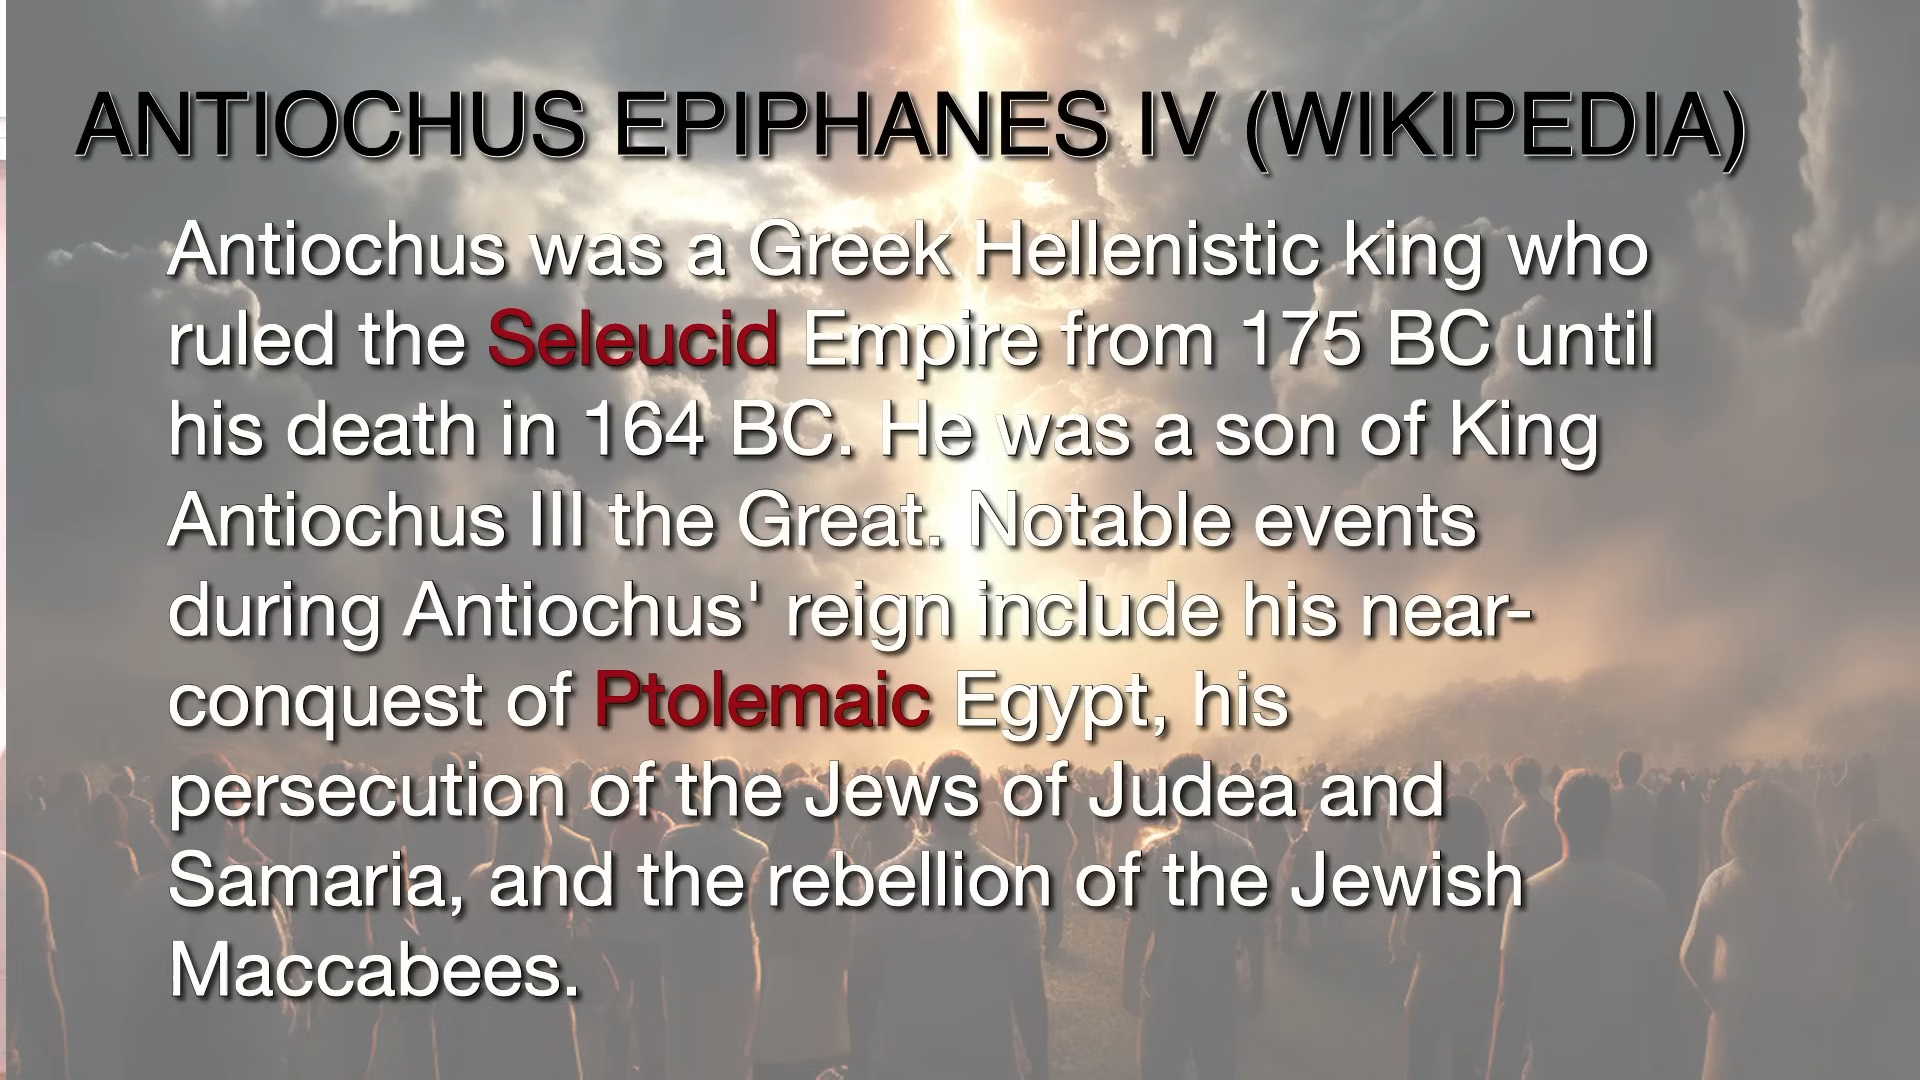 ANTIOCHUS EPIPHANES IV (WIKIPEDIA)
Antiochus was a Greek Hellenistic king who
ruled the Seleucid Empire from 175 BC until
his death in 164 BC. He was a son of King
Antiochus III the Great. Notable events
during Antiochus' reign include his near-
conquest of Ptolemaic Egypt, his
persecution of the Jews of Judea and
Samaria, and the rebellion of the Jewish
Maccabees.